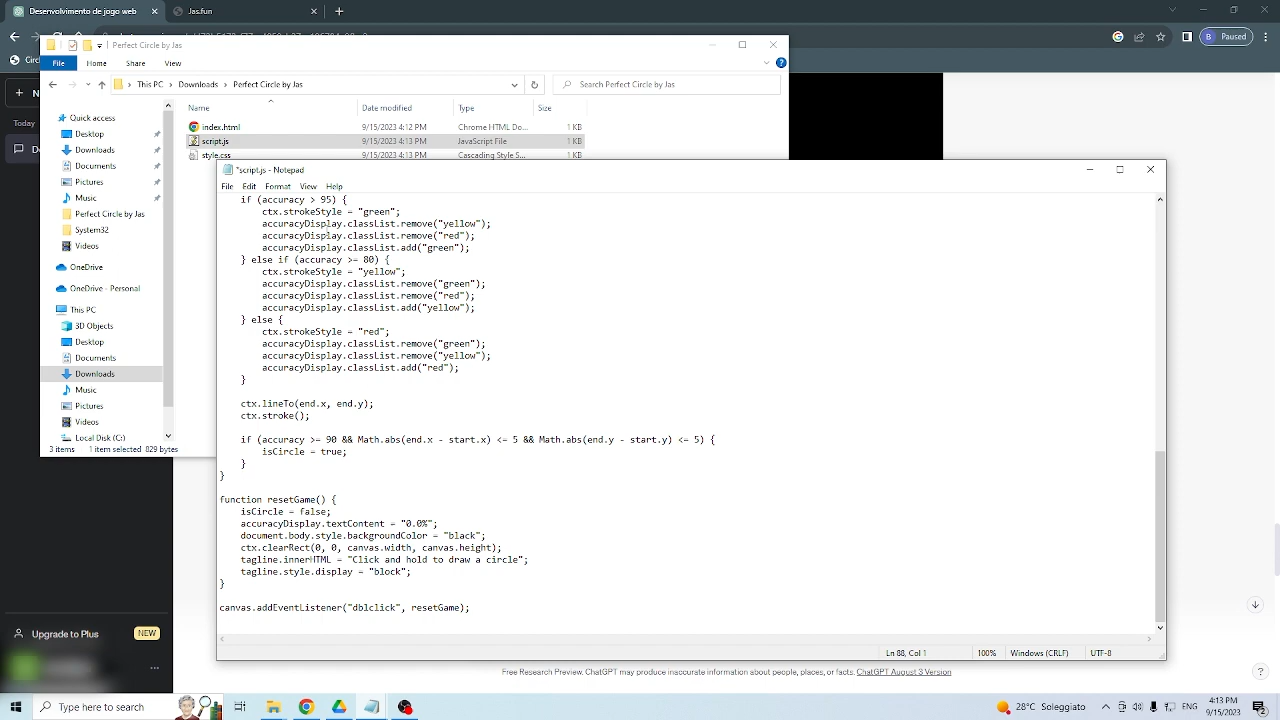 Desenvolvendo
Jas.fun
Paused
Perfect Circle by Jas
File Home Share View
This PC > Downloads > Perfect Circle by Jas
Search Perfect Circle by Jas
Name Date modified Type Size
index.html 9/15/2023 4:12 PM Chrome HTML Do... 1 KB
script.js 9/15/2023 4:13 PM JavaScript File 1 KB
style.css 9/15/2023 4:13 PM Cascading Style S... 1 KB
Today
Quick access
Desktop
Downloads
Documents
Pictures
Music
Perfect Circle by Jas
System32
Videos
OneDrive
OneDrive - Personal
This PC
3D Objects
Desktop
Documents
Downloads
Music
Pictures
Videos
Local Disk (C:)
3 items 1 item selected 829 bytes
*script.js - Notepad
File Edit Format View Help
if (accuracy > 95) {
ctx.strokeStyle = "green";
accuracyDisplay.classList.remove("yellow");
accuracyDisplay.classList.remove("red");
accuracyDisplay.classList.add("green");
} else if (accuracy >= 80) {
ctx.strokeStyle = "yellow";
accuracyDisplay.classList.remove("green");
accuracyDisplay.classList.remove("red");
accuracyDisplay.classList.add("yellow");
} else {
ctx.strokeStyle = "red";
accuracyDisplay.classList.remove("green");
accuracyDisplay.classList.remove("yellow");
accuracyDisplay.classList.add("red");
}
ctx.lineTo(end.x, end.y);
ctx.stroke();
if (accuracy >= 90 && Math.abs(end.x - start.x) <= 5 && Math.abs(end.y - start.y) <= 5) {
isCircle = true;
}
}
function resetGame() {
isCircle = false;
accuracyDisplay.textContent = "0.0%";
document.body.style.backgroundColor = "black";
ctx.clearRect(0, 0, canvas.width, canvas.height);
tagline.innerHTML = "Click and hold to draw a circle";
tagline.style.display = "block";
}
canvas.addEventListener("dblclick", resetGame);
Ln 88, Col 1 100% Windows (CRLF) UTF-8
Upgrade to Plus NEW
Free Research Preview. ChatGPT may produce inaccurate information about people, places, or facts. ChatGPT August 3 Version
Type here to search
28°C Soleggiato
ENG
4:13 PM
9/15/2023